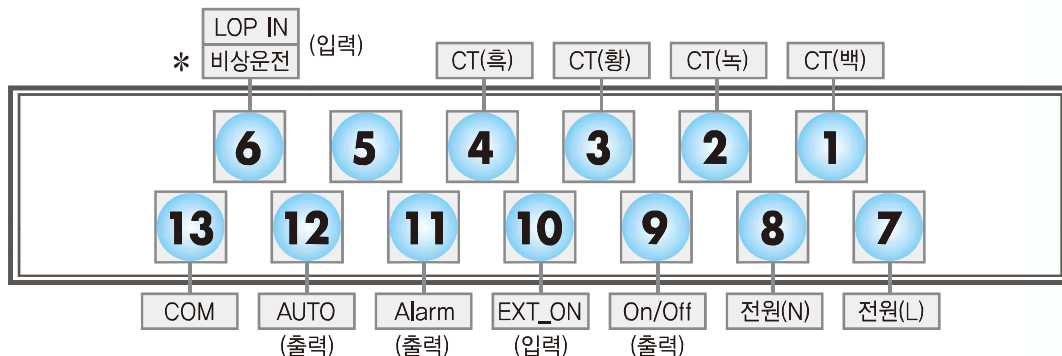 LOP IN
* 비상운전 (입력)
CT(흑) CT(황) CT(녹) CT(백)
6 5 4 3 2 1
13 12 11 10 9 8 7
COM AUTO Alarm EXT_ON On/Off 전원(N) 전원(L)
(출력) (출력) (입력) (출력)